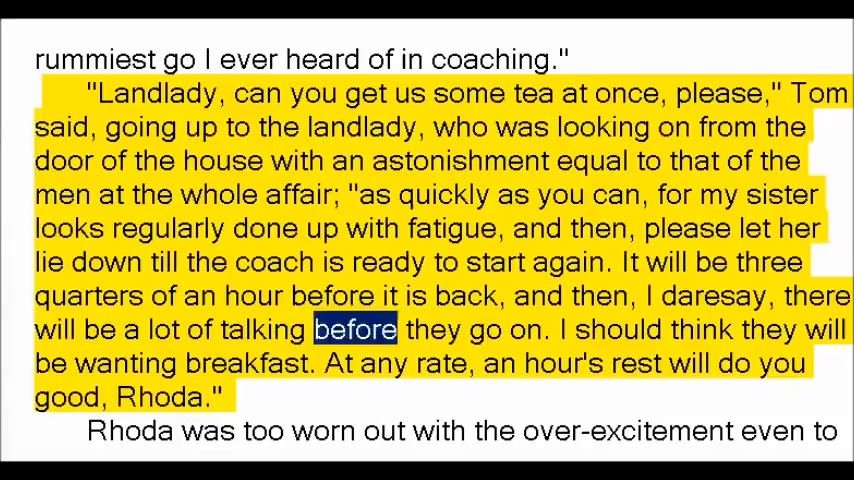 rummiest go I ever heard of in coaching."
"Landlady, can you get us some tea at once, please," Tom
said, going up to the landlady, who was looking on from the
door of the house with an astonishment equal to that of the
men at the whole affair; "as quickly as you can, for my sister
looks regularly done up with fatigue, and then, please let her
lie down till the coach is ready to start again. It will be three
quarters of an hour before it is back, and then, I daresay, there
will be a lot of talking before they go on. I should think they will
be wanting breakfast. At any rate, an hour's rest will do you
good, Rhoda."
Rhoda was too worn out with the over-excitement even to